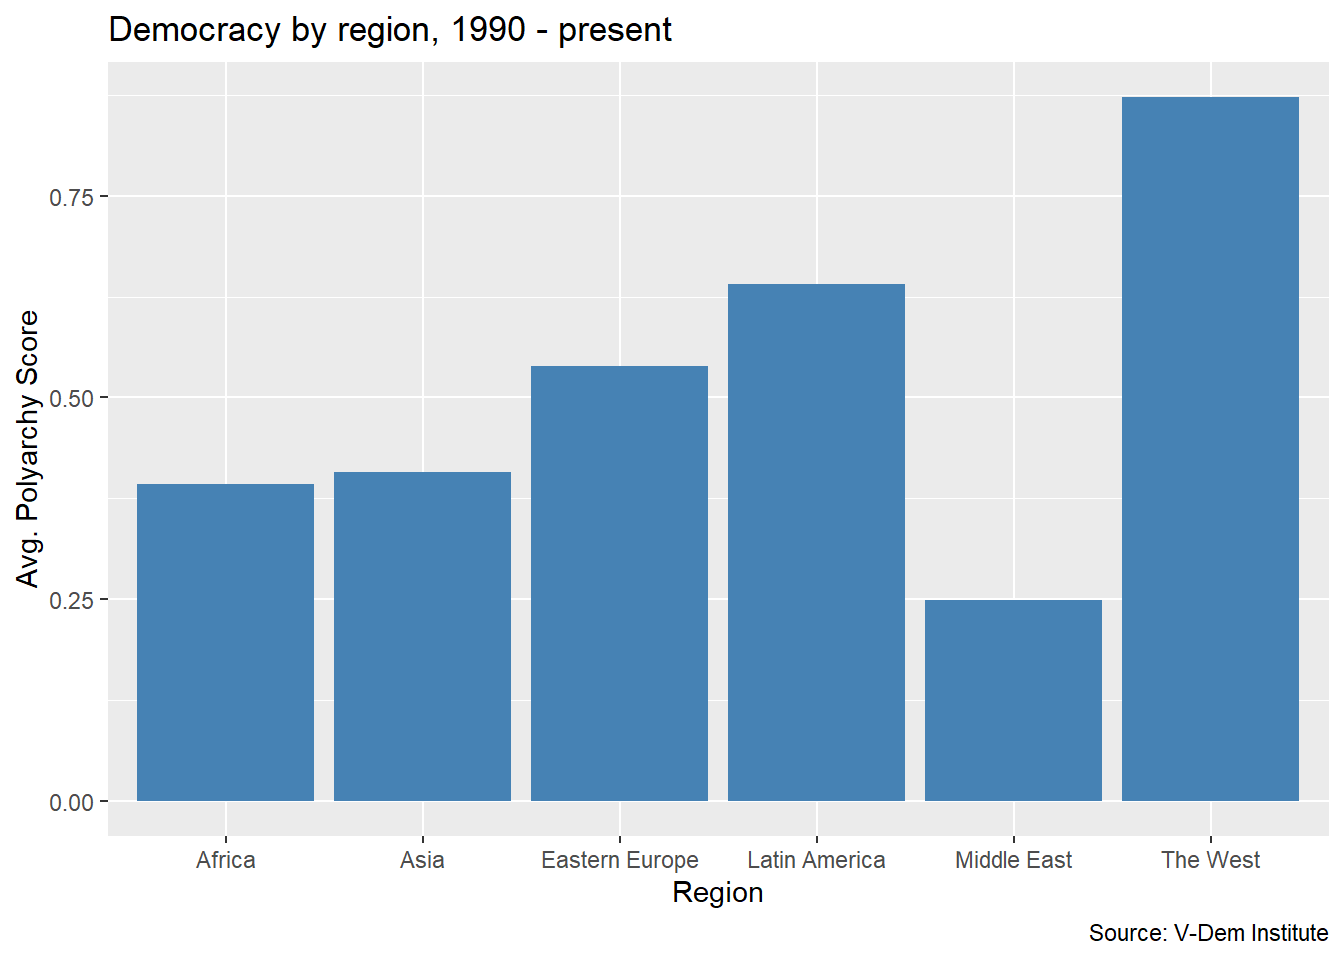 Democracy by region, 1990 - present
Avg. Polyarchy Score
0.75
0.50
0.25
0.00
Africa Asia Eastern Europe Latin America Middle East The West
Region
Source: V-Dem Institute